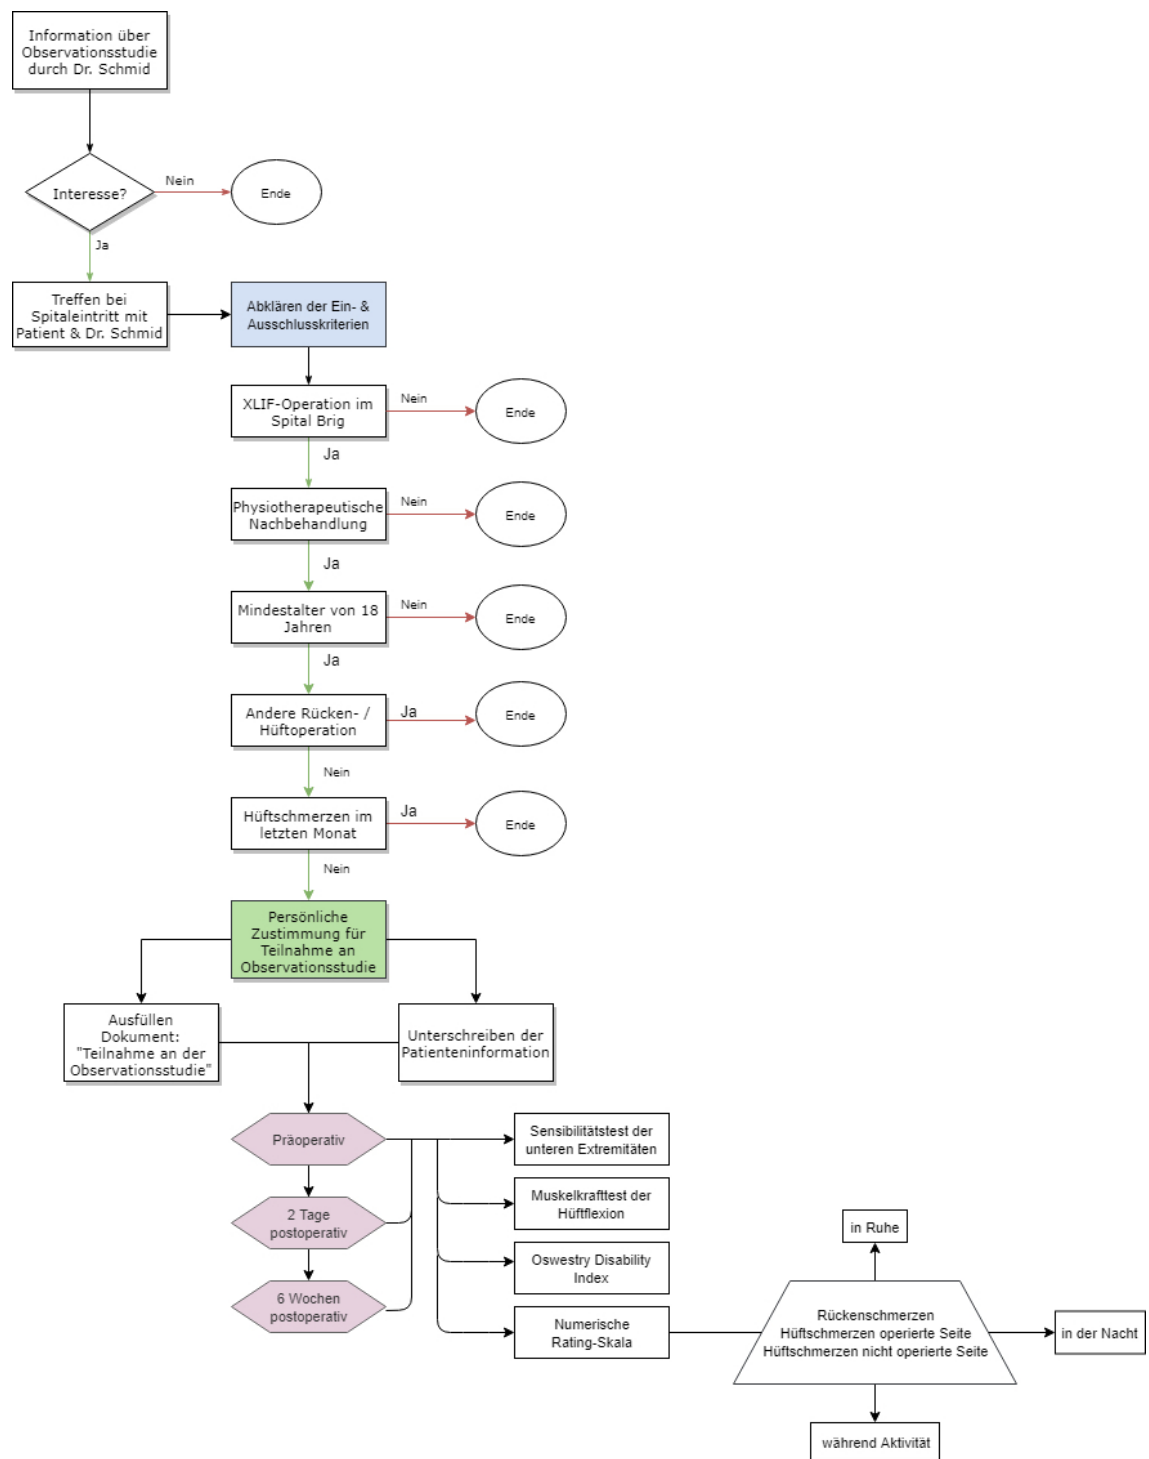 Information über
Observationsstudie
durch Dr. Schmid
Interesse?
Nein
Ende
Ja
Treffen bei
Spitaleintritt mit
Patient & Dr. Schmid
Abklären der Ein- &
Ausschlusskriterien
XLIF-Operation im
Spital Brig
Nein
Ende
Ja
Physiotherapeutische
Nachbehandlung
Nein
Ende
Ja
Mindestalter von 18
Jahren
Nein
Ende
Ja
Andere Rücken- /
Hüftoperation
Ja
Ende
Nein
Hüftschmerzen im
letzten Monat
Ja
Ende
Nein
Persönliche
Zustimmung für
Teilnahme an
Observationsstudie
Ausfüllen
Dokument:
"Teilnahme an der
Observationsstudie"
Unterschreiben der
Patienteninformation
Präoperativ
2 Tage
postoperativ
6 Wochen
postoperativ
Sensibilitätstest der
unteren Extremitäten
Muskelkrafttest der
Hüftflexion
Oswestry Disability
Index
Numerische
Rating-Skala
in Ruhe
Rückenschmerzen
Hüftschmerzen operierte Seite
Hüftschmerzen nicht operierte Seite
in der Nacht
während Aktivität